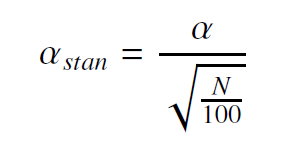 α_stan = α / √(N/100)